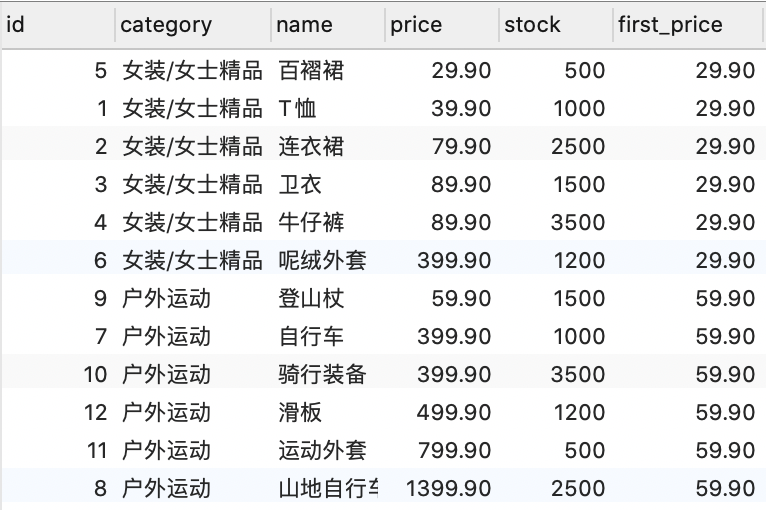 id category name price stock first_price
5 女装/女士精品 百褶裙 29.90 500 29.90
1 女装/女士精品 T恤 39.90 1000 29.90
2 女装/女士精品 连衣裙 79.90 2500 29.90
3 女装/女士精品 卫衣 89.90 1500 29.90
4 女装/女士精品 牛仔裤 89.90 3500 29.90
6 女装/女士精品 呢绒外套 399.90 1200 29.90
9 户外运动 登山杖 59.90 1500 59.90
7 户外运动 自行车 399.90 1000 59.90
10 户外运动 骑行装备 399.90 3500 59.90
12 户外运动 滑板 499.90 1200 59.90
11 户外运动 运动外套 799.90 500 59.90
8 户外运动 山地自行车 1399.90 2500 59.90